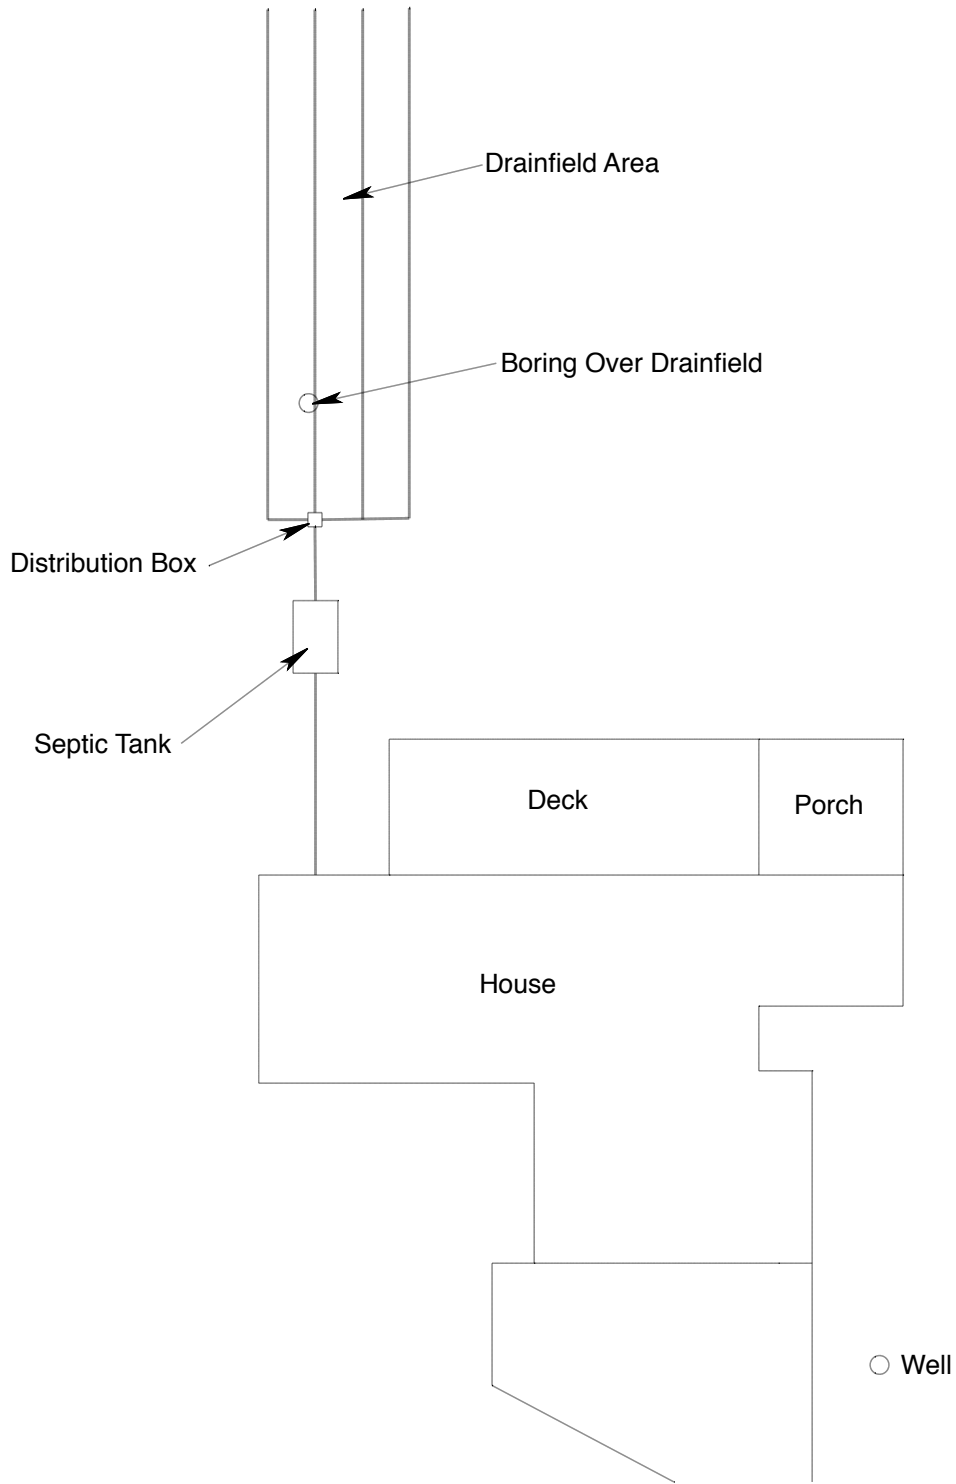 Drainfield Area
Boring Over Drainfield
Distribution Box
Septic Tank
Deck
Porch
House
Well